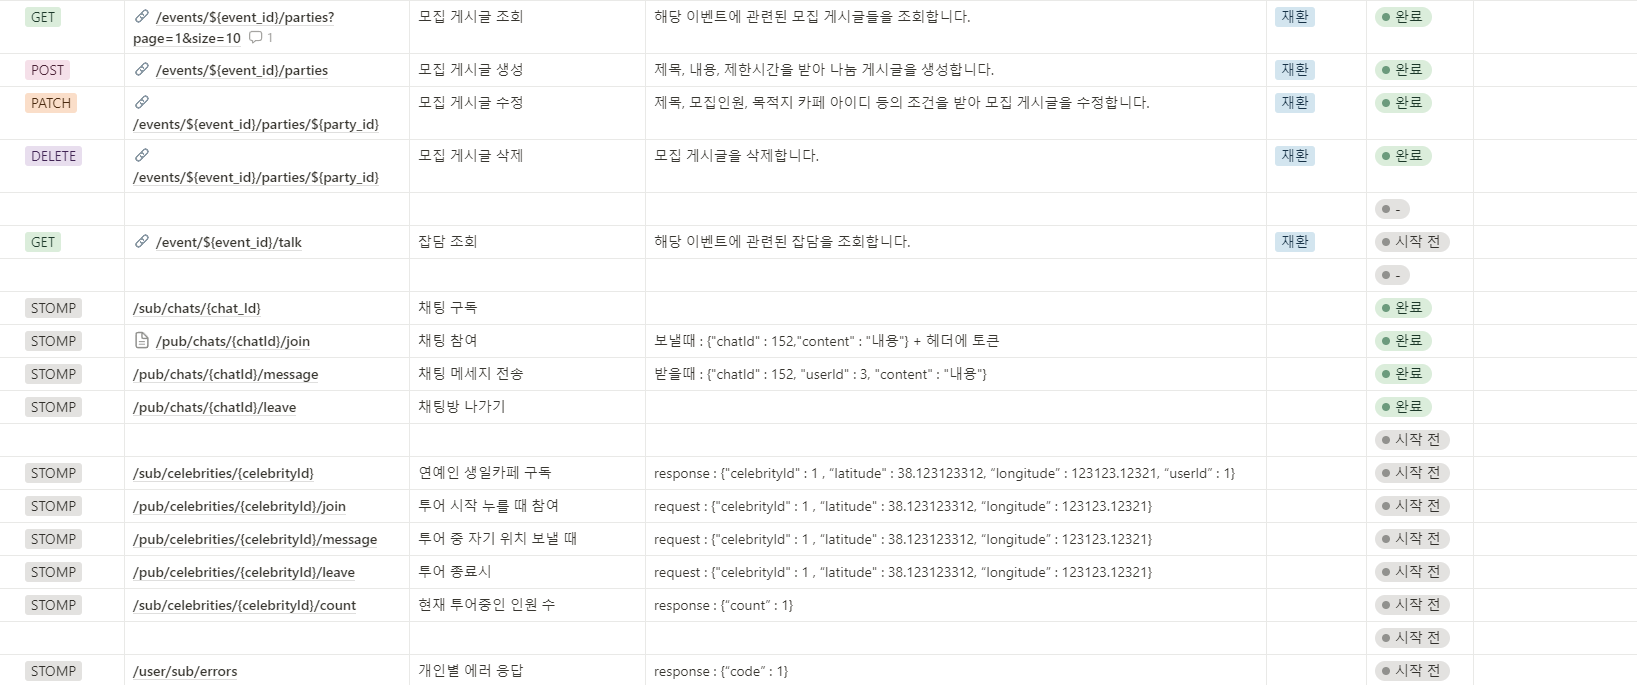 GET /events/${event_id}/parties? 모집 게시글 조회 해당 이벤트에 관련된 모집 게시글들을 조회합니다. 재환 완료
page=1&size=10 1
POST /events/${event_id}/parties 모집 게시글 생성 제목, 내용, 제한시간을 받아 나눔 게시글을 생성합니다. 재환 완료
PATCH 모집 게시글 수정 제목, 모집인원, 목적지 카페 아이디 등의 조건을 받아 모집 게시글을 수정합니다. 재환 완료
/events/${event_id}/parties/${party_id}
DELETE 모집 게시글 삭제 모집 게시글을 삭제합니다. 재환 완료
/events/${event_id}/parties/${party_id}
-
GET /event/${event_id}/talk 잡담 조회 해당 이벤트에 관련된 잡담을 조회합니다. 재환 시작 전
-
STOMP /sub/chats/{chat_Id} 채팅 구독 완료
STOMP /pub/chats/{chatId}/join 채팅 참여 보낼때 : {"chatId" : 152,"content" : "내용"} + 헤더에 토큰 완료
STOMP /pub/chats/{chatId}/message 채팅 메세지 전송 받을때 : {"chatId" : 152, "userId" : 3, "content" : "내용"} 완료
STOMP /pub/chats/{chatId}/leave 채팅방 나가기 완료
시작 전
STOMP /sub/celebrities/{celebrityId} 연예인 생일카페 구독 response : {"celebrityId" : 1 , “latitude" : 38.123123312, “longitude” : 123123.12321, “userId” : 1} 시작 전
STOMP /pub/celebrities/{celebrityId}/join 투어 시작 누를 때 참여 request : {"celebrityId" : 1 , “latitude" : 38.123123312, “longitude” : 123123.12321} 시작 전
STOMP /pub/celebrities/{celebrityId}/message 투어 중 자기 위치 보낼 때 request : {"celebrityId" : 1 , “latitude" : 38.123123312, “longitude” : 123123.12321} 시작 전
STOMP /pub/celebrities/{celebrityId}/leave 투어 종료시 request : {"celebrityId" : 1 , “latitude" : 38.123123312, “longitude” : 123123.12321} 시작 전
STOMP /sub/celebrities/{celebrityId}/count 현재 투어중인 인원 수 response : {“count” : 1} 시작 전
시작 전
STOMP /user/sub/errors 개인별 에러 응답 response : {“code” : 1} 시작 전